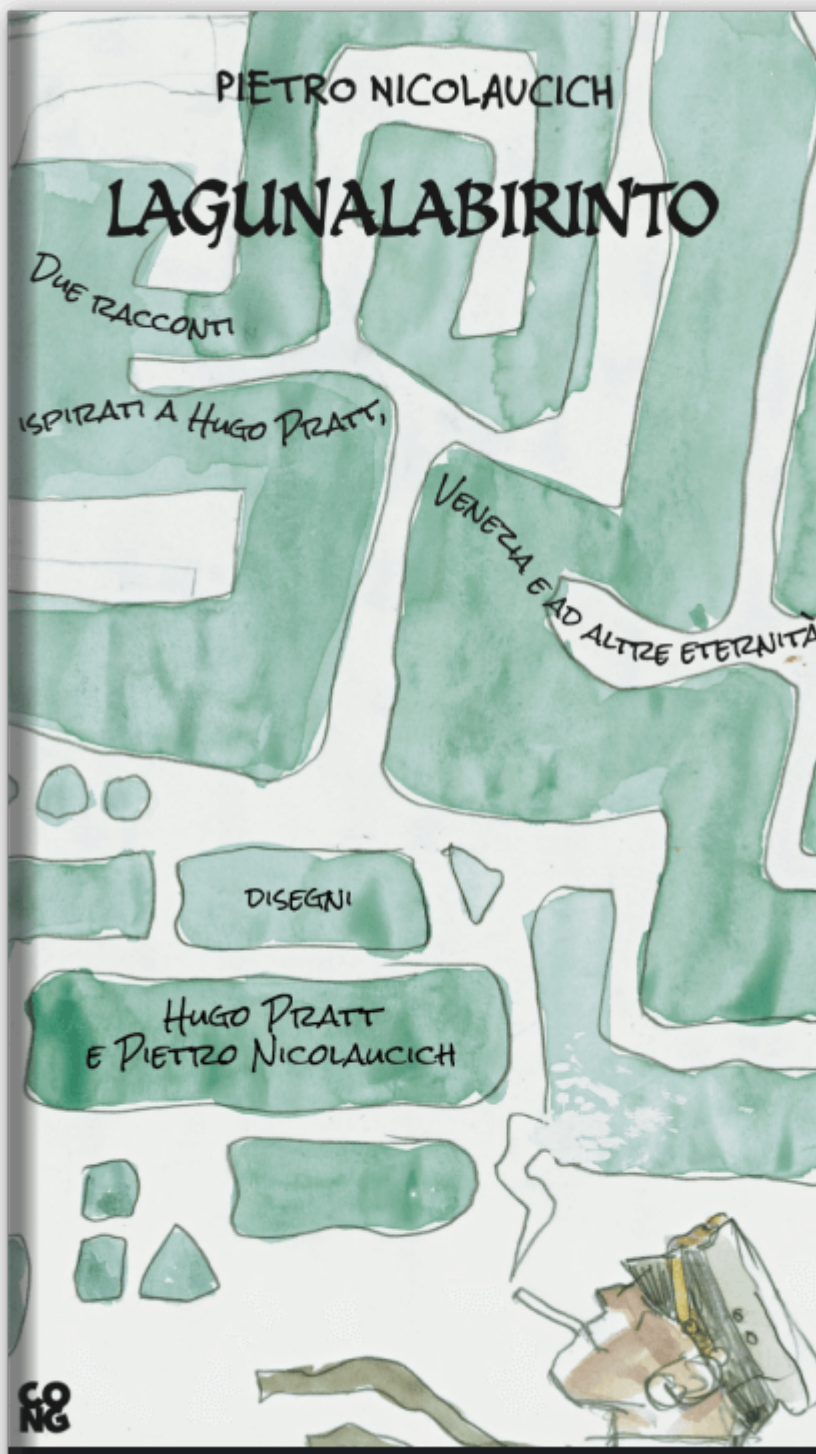 PIETRO NICOLAUCICH
LAGUNALABIRINTO
DUE RACCONTI
ISPIRATI A HUGO PRATT,
VENEZIA E AD ALTRE ETERNITÀ
DISEGNI
HUGO PRATT
E PIETRO NICOLAUCICH
CO
NG